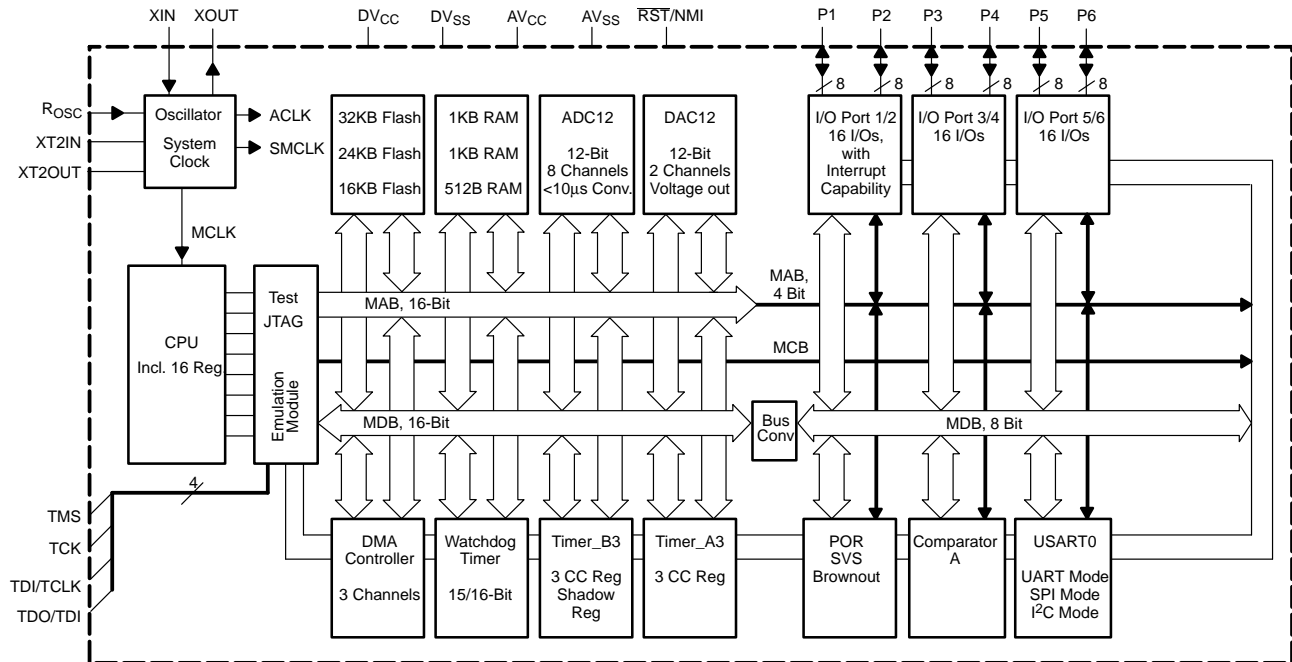 XIN
XOUT
DVCC
DVSS
AVCC
AVSS
RST/NMI
P1
P2
P3
P4
P5
P6
8
8
8
8
8
8
ROSC
XT2IN
XT2OUT
Oscillator
System
Clock
ACLK
SMCLK
MCLK
32KB Flash
24KB Flash
16KB Flash
1KB RAM
1KB RAM
512B RAM
ADC12
12-Bit
8 Channels
<10μs Conv.
DAC12
12-Bit
2 Channels
Voltage out
I/O Port 1/2
16 I/Os,
with
Interrupt
Capability
I/O Port 3/4
16 I/Os
I/O Port 5/6
16 I/Os
CPU
Incl. 16 Reg.
Test
JTAG
Emulation
Module
MAB, 16-Bit
MAB,
4 Bit
MCB
MDB, 16-Bit
Bus
Conv
MDB, 8 Bit
4
TMS
TCK
TDI/TCLK
TDO/TDI
DMA
Controller
3 Channels
Watchdog
Timer
15/16-Bit
Timer_B3
3 CC Reg
Shadow
Reg
Timer_A3
3 CC Reg
POR
SVS
Brownout
Comparator
A
USART0
UART Mode
SPI Mode
I²C Mode